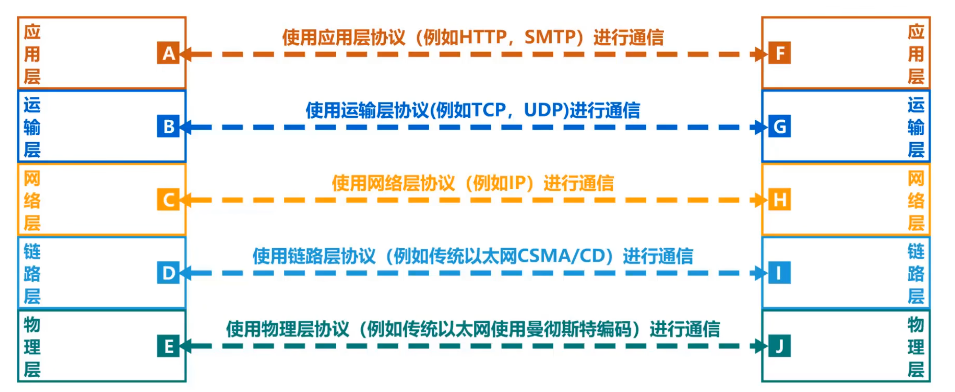 应用层 A 使用应用层协议（例如HTTP，SMTP）进行通信 F 应用层
运输层 B 使用运输层协议(例如TCP，UDP)进行通信 G 运输层
网络层 C 使用网络层协议（例如IP）进行通信 H 网络层
链路层 D 使用链路层协议（例如传统以太网CSMA/CD）进行通信 I 链路层
物理层 E 使用物理层协议（例如传统以太网使用曼彻斯特编码）进行通信 J 物理层